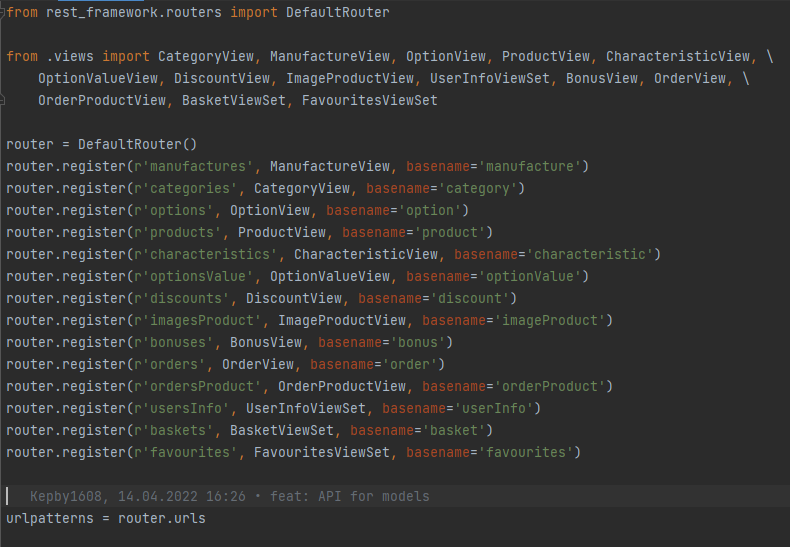 from rest_framework.routers import DefaultRouter
from .views import CategoryView, ManufactureView, OptionView, ProductView, CharacteristicView, \
OptionValueView, DiscountView, ImageProductView, UserInfoViewSet, BonusView, OrderView, \
OrderProductView, BasketViewSet, FavouritesViewSet
router = DefaultRouter()
router.register(r'manufactures', ManufactureView, basename='manufacture')
router.register(r'categories', CategoryView, basename='category')
router.register(r'options', OptionView, basename='option')
router.register(r'products', ProductView, basename='product')
router.register(r'characteristics', CharacteristicView, basename='characteristic')
router.register(r'optionsValue', OptionValueView, basename='optionValue')
router.register(r'discounts', DiscountView, basename='discount')
router.register(r'imagesProduct', ImageProductView, basename='imageProduct')
router.register(r'bonuses', BonusView, basename='bonus')
router.register(r'orders', OrderView, basename='order')
router.register(r'ordersProduct', OrderProductView, basename='orderProduct')
router.register(r'usersInfo', UserInfoViewSet, basename='userInfo')
router.register(r'baskets', BasketViewSet, basename='basket')
router.register(r'favourites', FavouritesViewSet, basename='favourites')
Kepby1608, 14.04.2022 16:26 • feat: API for models
urlpatterns = router.urls